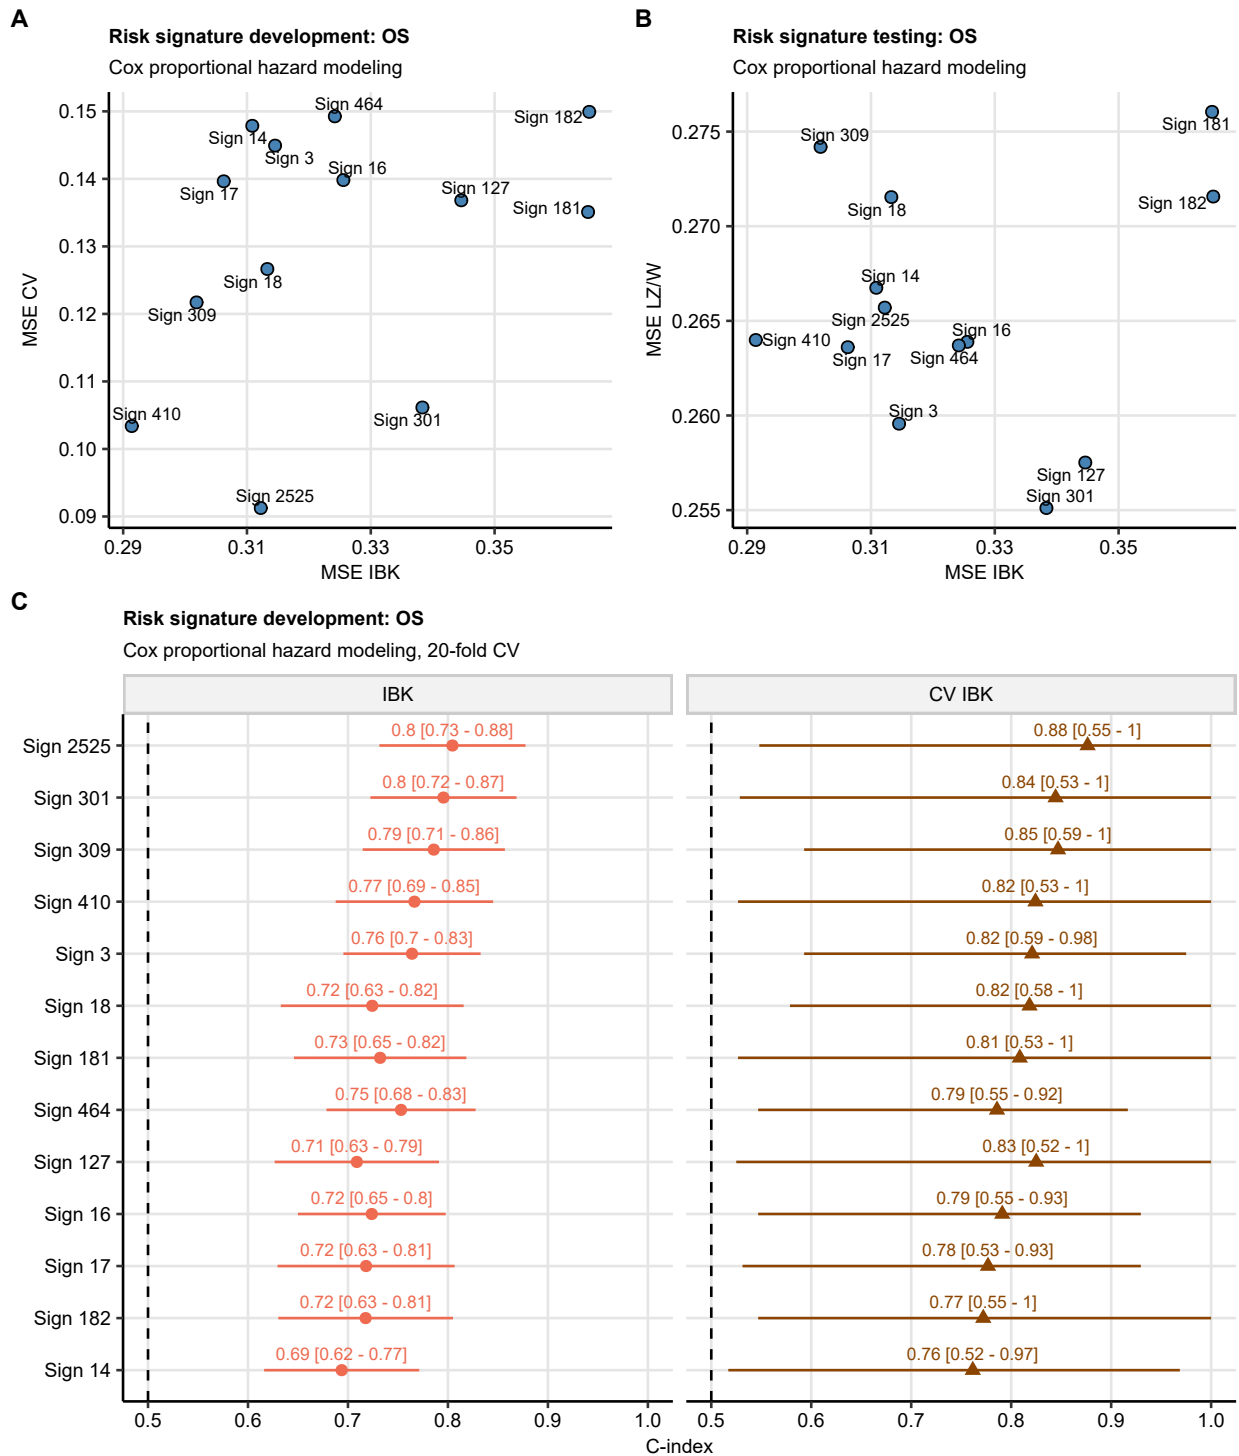 A
Risk signature development: OS
Cox proportional hazard modeling
MSE CV
0.15
0.14
0.13
0.12
0.11
0.10
0.09
Sign 464
Sign 182
Sign 14
Sign 3
Sign 16
Sign 17
Sign 127
Sign 181
Sign 18
Sign 309
Sign 410
Sign 301
Sign 2525
0.29 0.31 0.33 0.35
MSE IBK
B
Risk signature testing: OS
Cox proportional hazard modeling
MSE LZ/W
0.275
0.270
0.265
0.260
0.255
Sign 309
Sign 181
Sign 18
Sign 182
Sign 14
Sign 2525
Sign 410
Sign 16
Sign 17
Sign 464
Sign 3
Sign 127
Sign 301
0.29 0.31 0.33 0.35
MSE IBK
C
Risk signature development: OS
Cox proportional hazard modeling, 20-fold CV
IBK CV IBK
Sign 2525 0.8 [0.73 - 0.88] 0.88 [0.55 - 1]
Sign 301 0.8 [0.72 - 0.87] 0.84 [0.53 - 1]
Sign 309 0.79 [0.71 - 0.86] 0.85 [0.59 - 1]
Sign 410 0.77 [0.69 - 0.85] 0.82 [0.53 - 1]
Sign 3 0.76 [0.7 - 0.83] 0.82 [0.59 - 0.98]
Sign 18 0.72 [0.63 - 0.82] 0.82 [0.58 - 1]
Sign 181 0.73 [0.65 - 0.82] 0.81 [0.53 - 1]
Sign 464 0.75 [0.68 - 0.83] 0.79 [0.55 - 0.92]
Sign 127 0.71 [0.63 - 0.79] 0.83 [0.52 - 1]
Sign 16 0.72 [0.65 - 0.8] 0.79 [0.55 - 0.93]
Sign 17 0.72 [0.63 - 0.81] 0.78 [0.53 - 0.93]
Sign 182 0.72 [0.63 - 0.81] 0.77 [0.55 - 1]
Sign 14 0.69 [0.62 - 0.77] 0.76 [0.52 - 0.97]
0.5 0.6 0.7 0.8 0.9 1.0 0.5 0.6 0.7 0.8 0.9 1.0
C-index